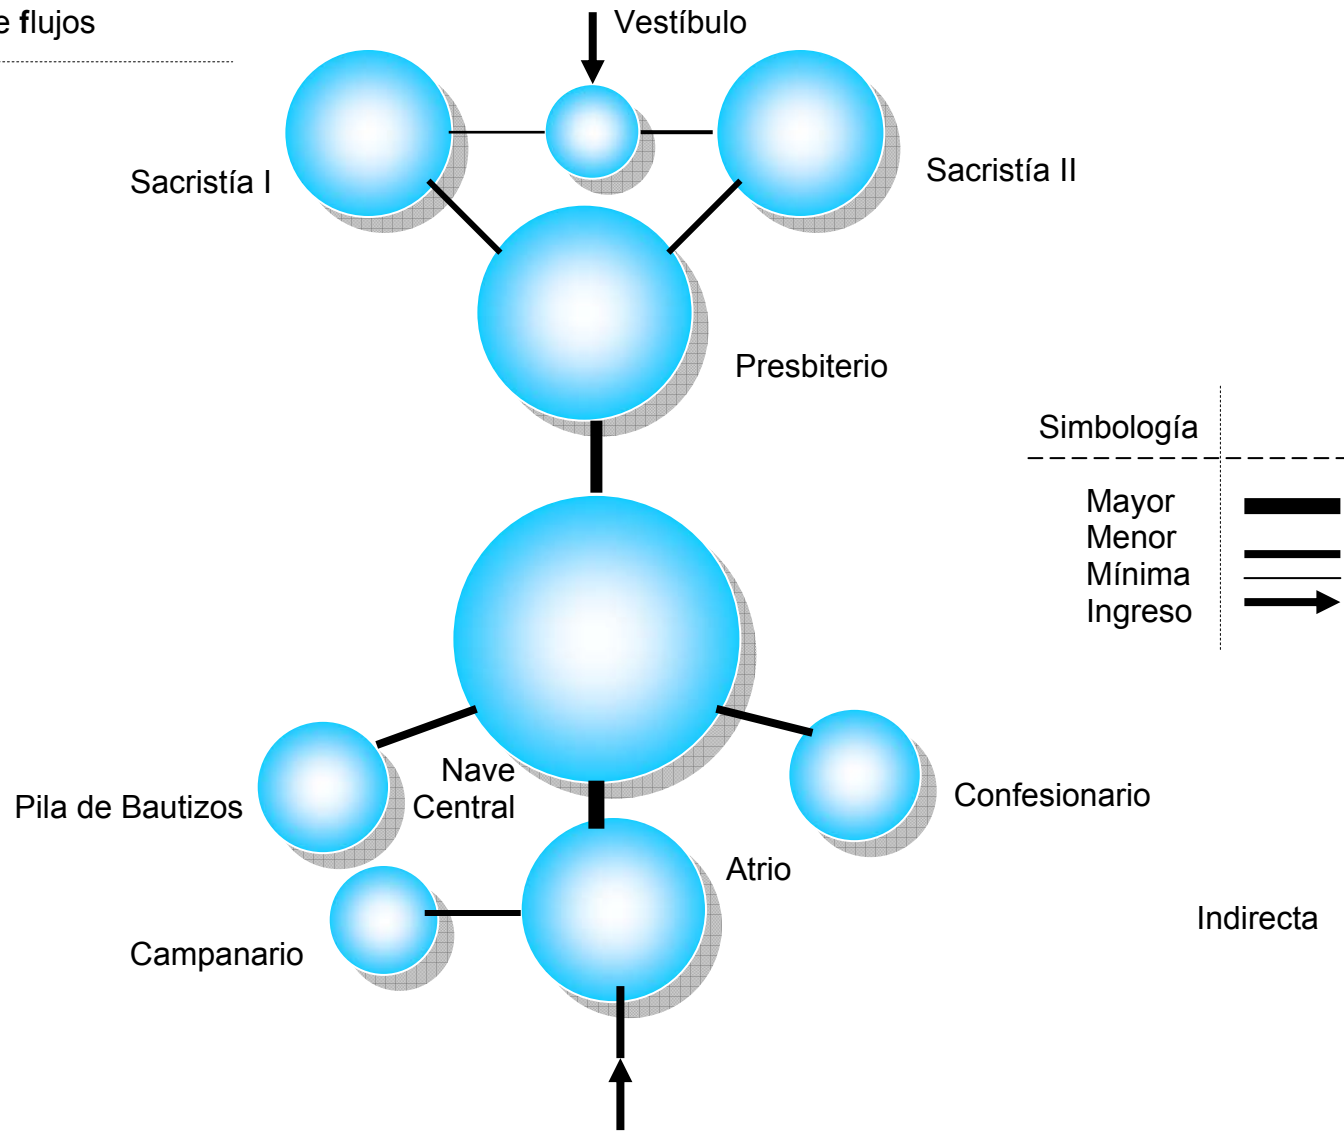 e flujos
Vestíbulo
Sacristía I
Sacristía II
Presbiterio
Simbología
Mayor
Menor
Mínima
Ingreso
Nave
Central
Pila de Bautizos
Confesionario
Atrio
Campanario
Indirecta